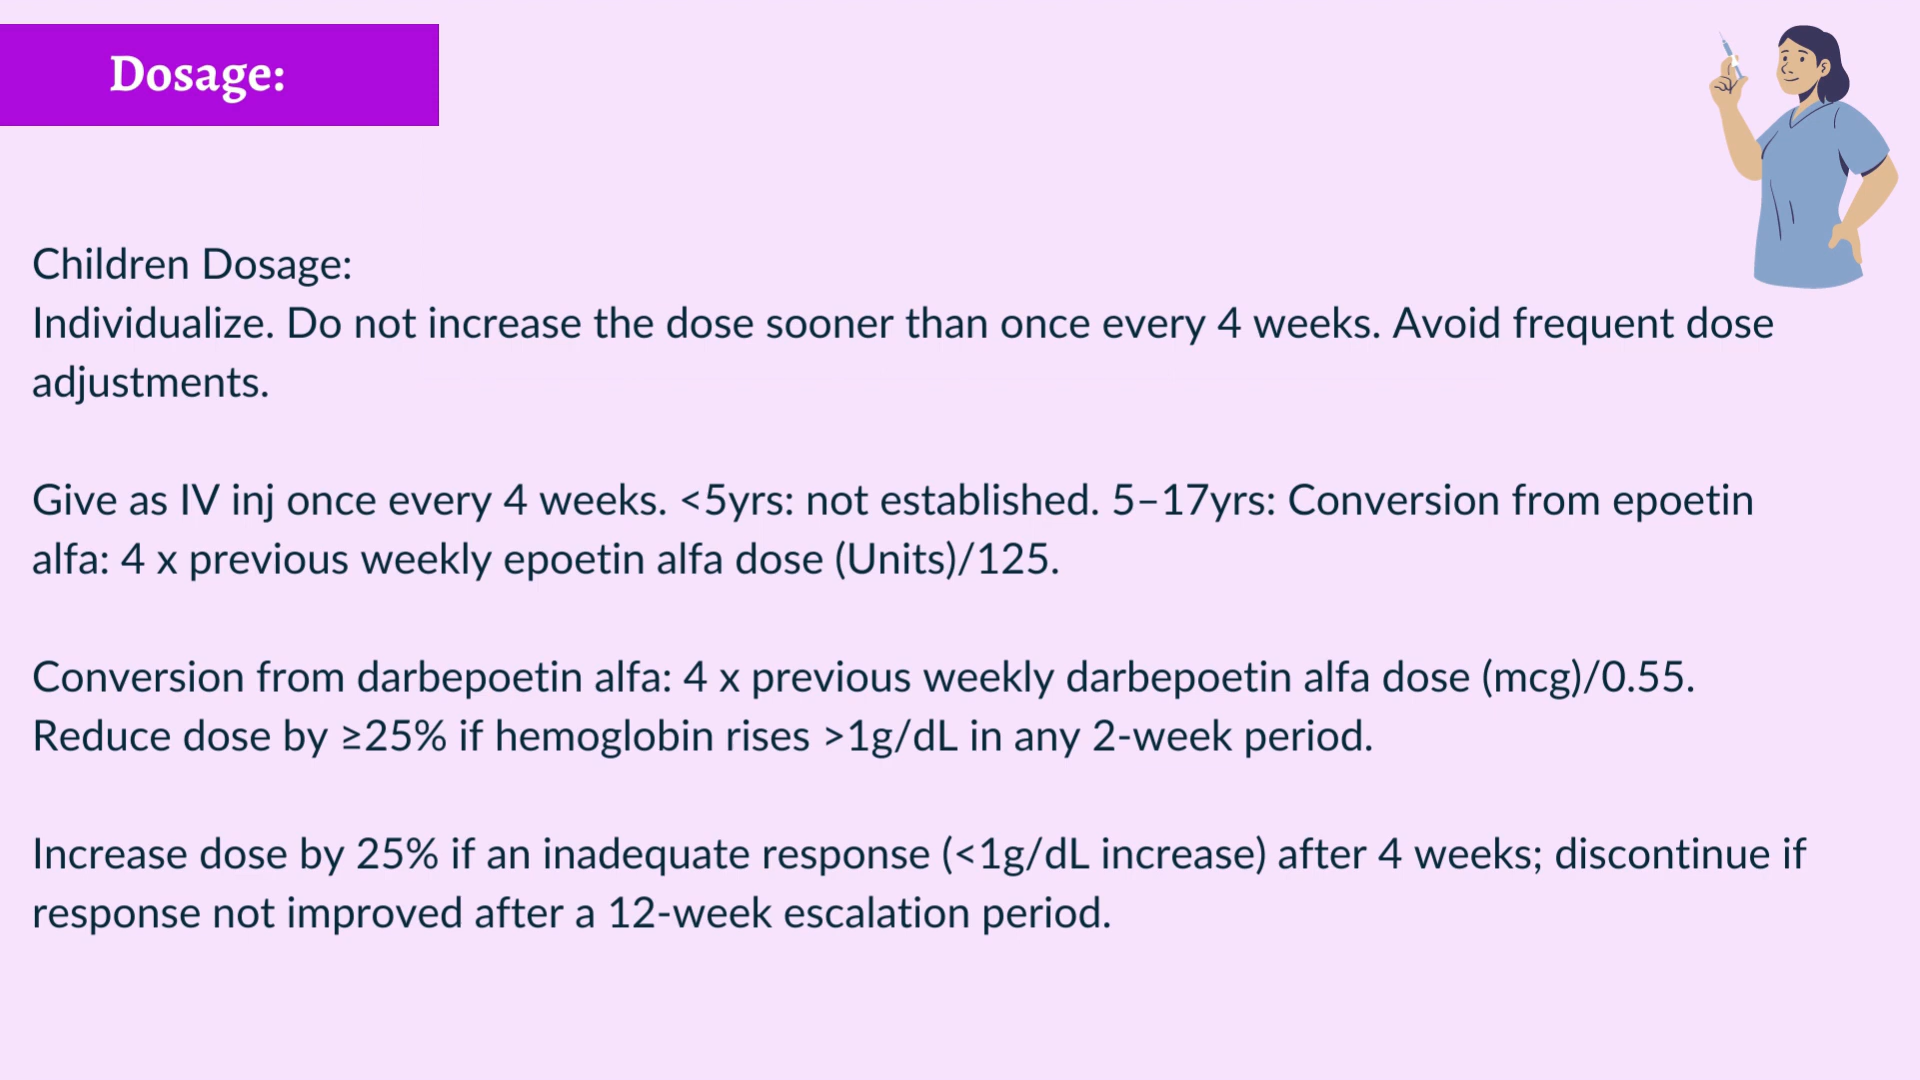 Dosage:
Children Dosage:
Individualize. Do not increase the dose sooner than once every 4 weeks. Avoid frequent dose
adjustments.
Give as IV inj once every 4 weeks. <5yrs: not established. 5–17yrs: Conversion from epoetin
alfa: 4 x previous weekly epoetin alfa dose (Units)/125.
Conversion from darbepoetin alfa: 4 x previous weekly darbepoetin alfa dose (mcg)/0.55.
Reduce dose by ≥25% if hemoglobin rises >1g/dL in any 2-week period.
Increase dose by 25% if an inadequate response (<1g/dL increase) after 4 weeks; discontinue if
response not improved after a 12-week escalation period.